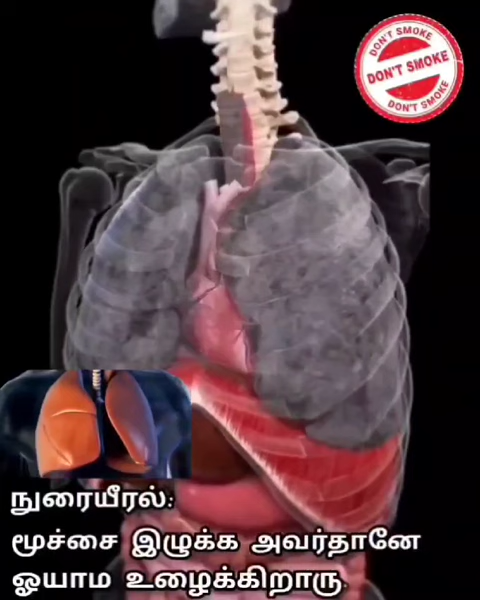 DON'T SMOKE
DON'T SMOKE
DON'T SMOKE
நுரையீரல்:
மூச்சை இழுக்க அவர்தானே
ஓயாம உழைக்கிறாரு